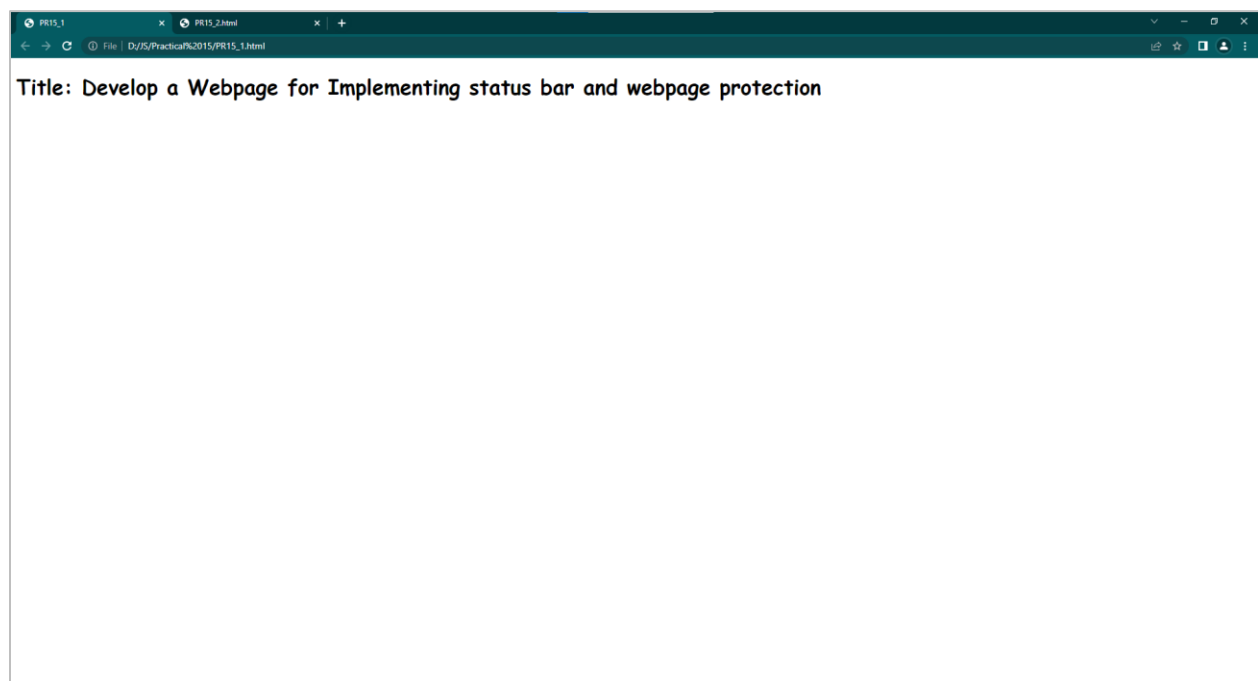 PR15_1
PR15_2.html
File D:/JS/Practical%2015/PR15_1.html
Title: Develop a Webpage for Implementing status bar and webpage protection